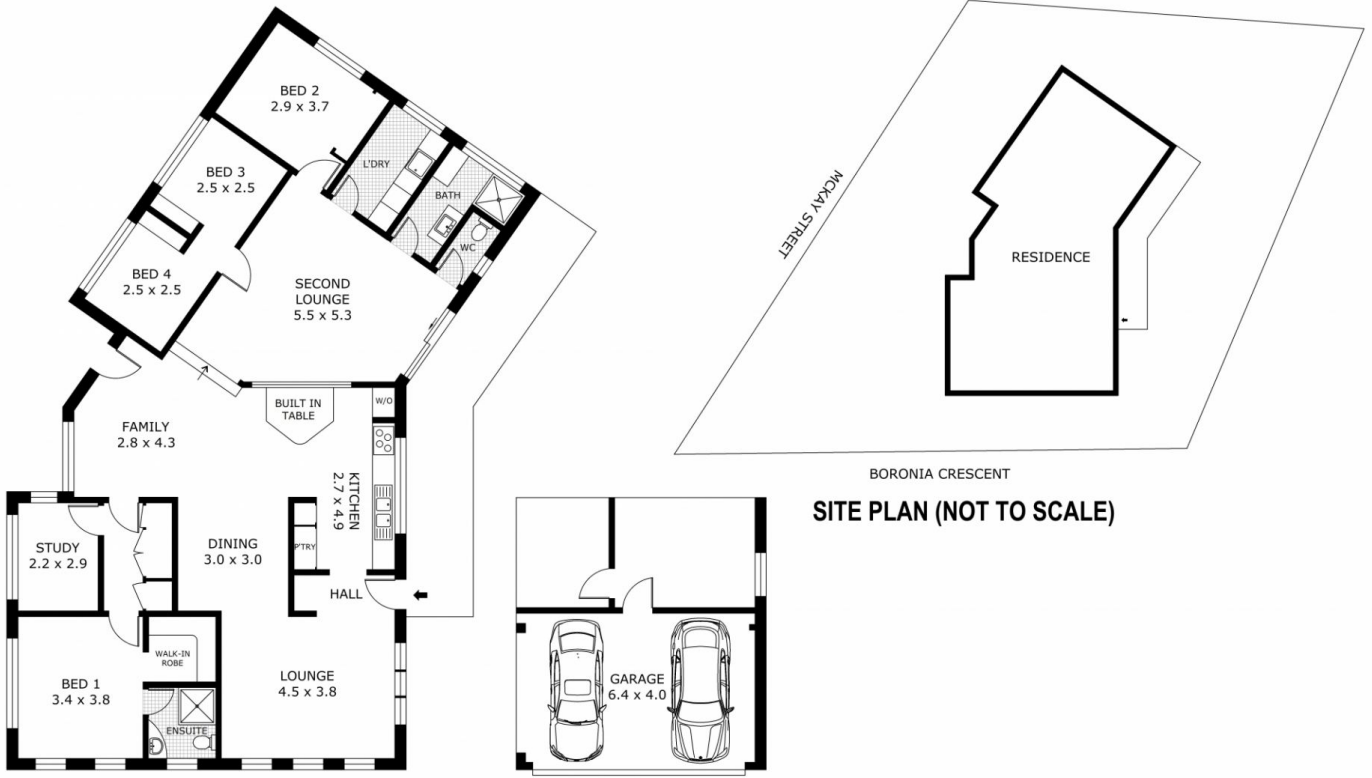 BED 2
2.9 x 3.7
L'DRY
BED 3
2.5 x 2.5
BATH
WC
BED 4
2.5 x 2.5
SECOND
LOUNGE
5.5 x 5.3
BUILT IN
TABLE
W/O
FAMILY
2.8 x 4.3
KITCHEN
2.7 x 4.9
STUDY
2.2 x 2.9
DINING
3.0 x 3.0
P'TRY
HALL
WALK-IN
ROBE
BED 1
3.4 x 3.8
LOUNGE
4.5 x 3.8
ENSUITE
GARAGE
6.4 x 4.0
MCKAY STREET
RESIDENCE
BORONIA CRESCENT
SITE PLAN (NOT TO SCALE)